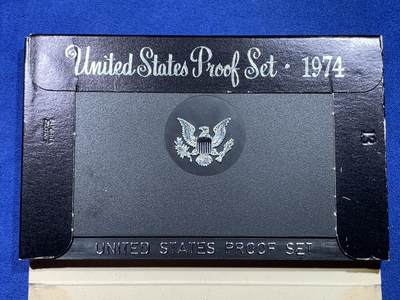 United States Proof Set · 1974
UNITED STATES PROOF SET